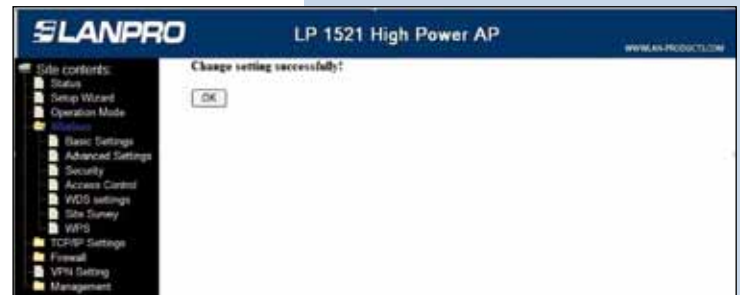 SLANPRO
LP 1521 High Power AP
WWW.LAN-PRODUCTS.COM
Site contents:
Status
Setup Wizard
Operation Mode
Wireless
Basic Settings
Advanced Settings
Security
Access Control
WDS settings
Site Survey
WPS
TCP/IP Settings
Firewall
VPN Setting
Management
Change setting successfully!
OK